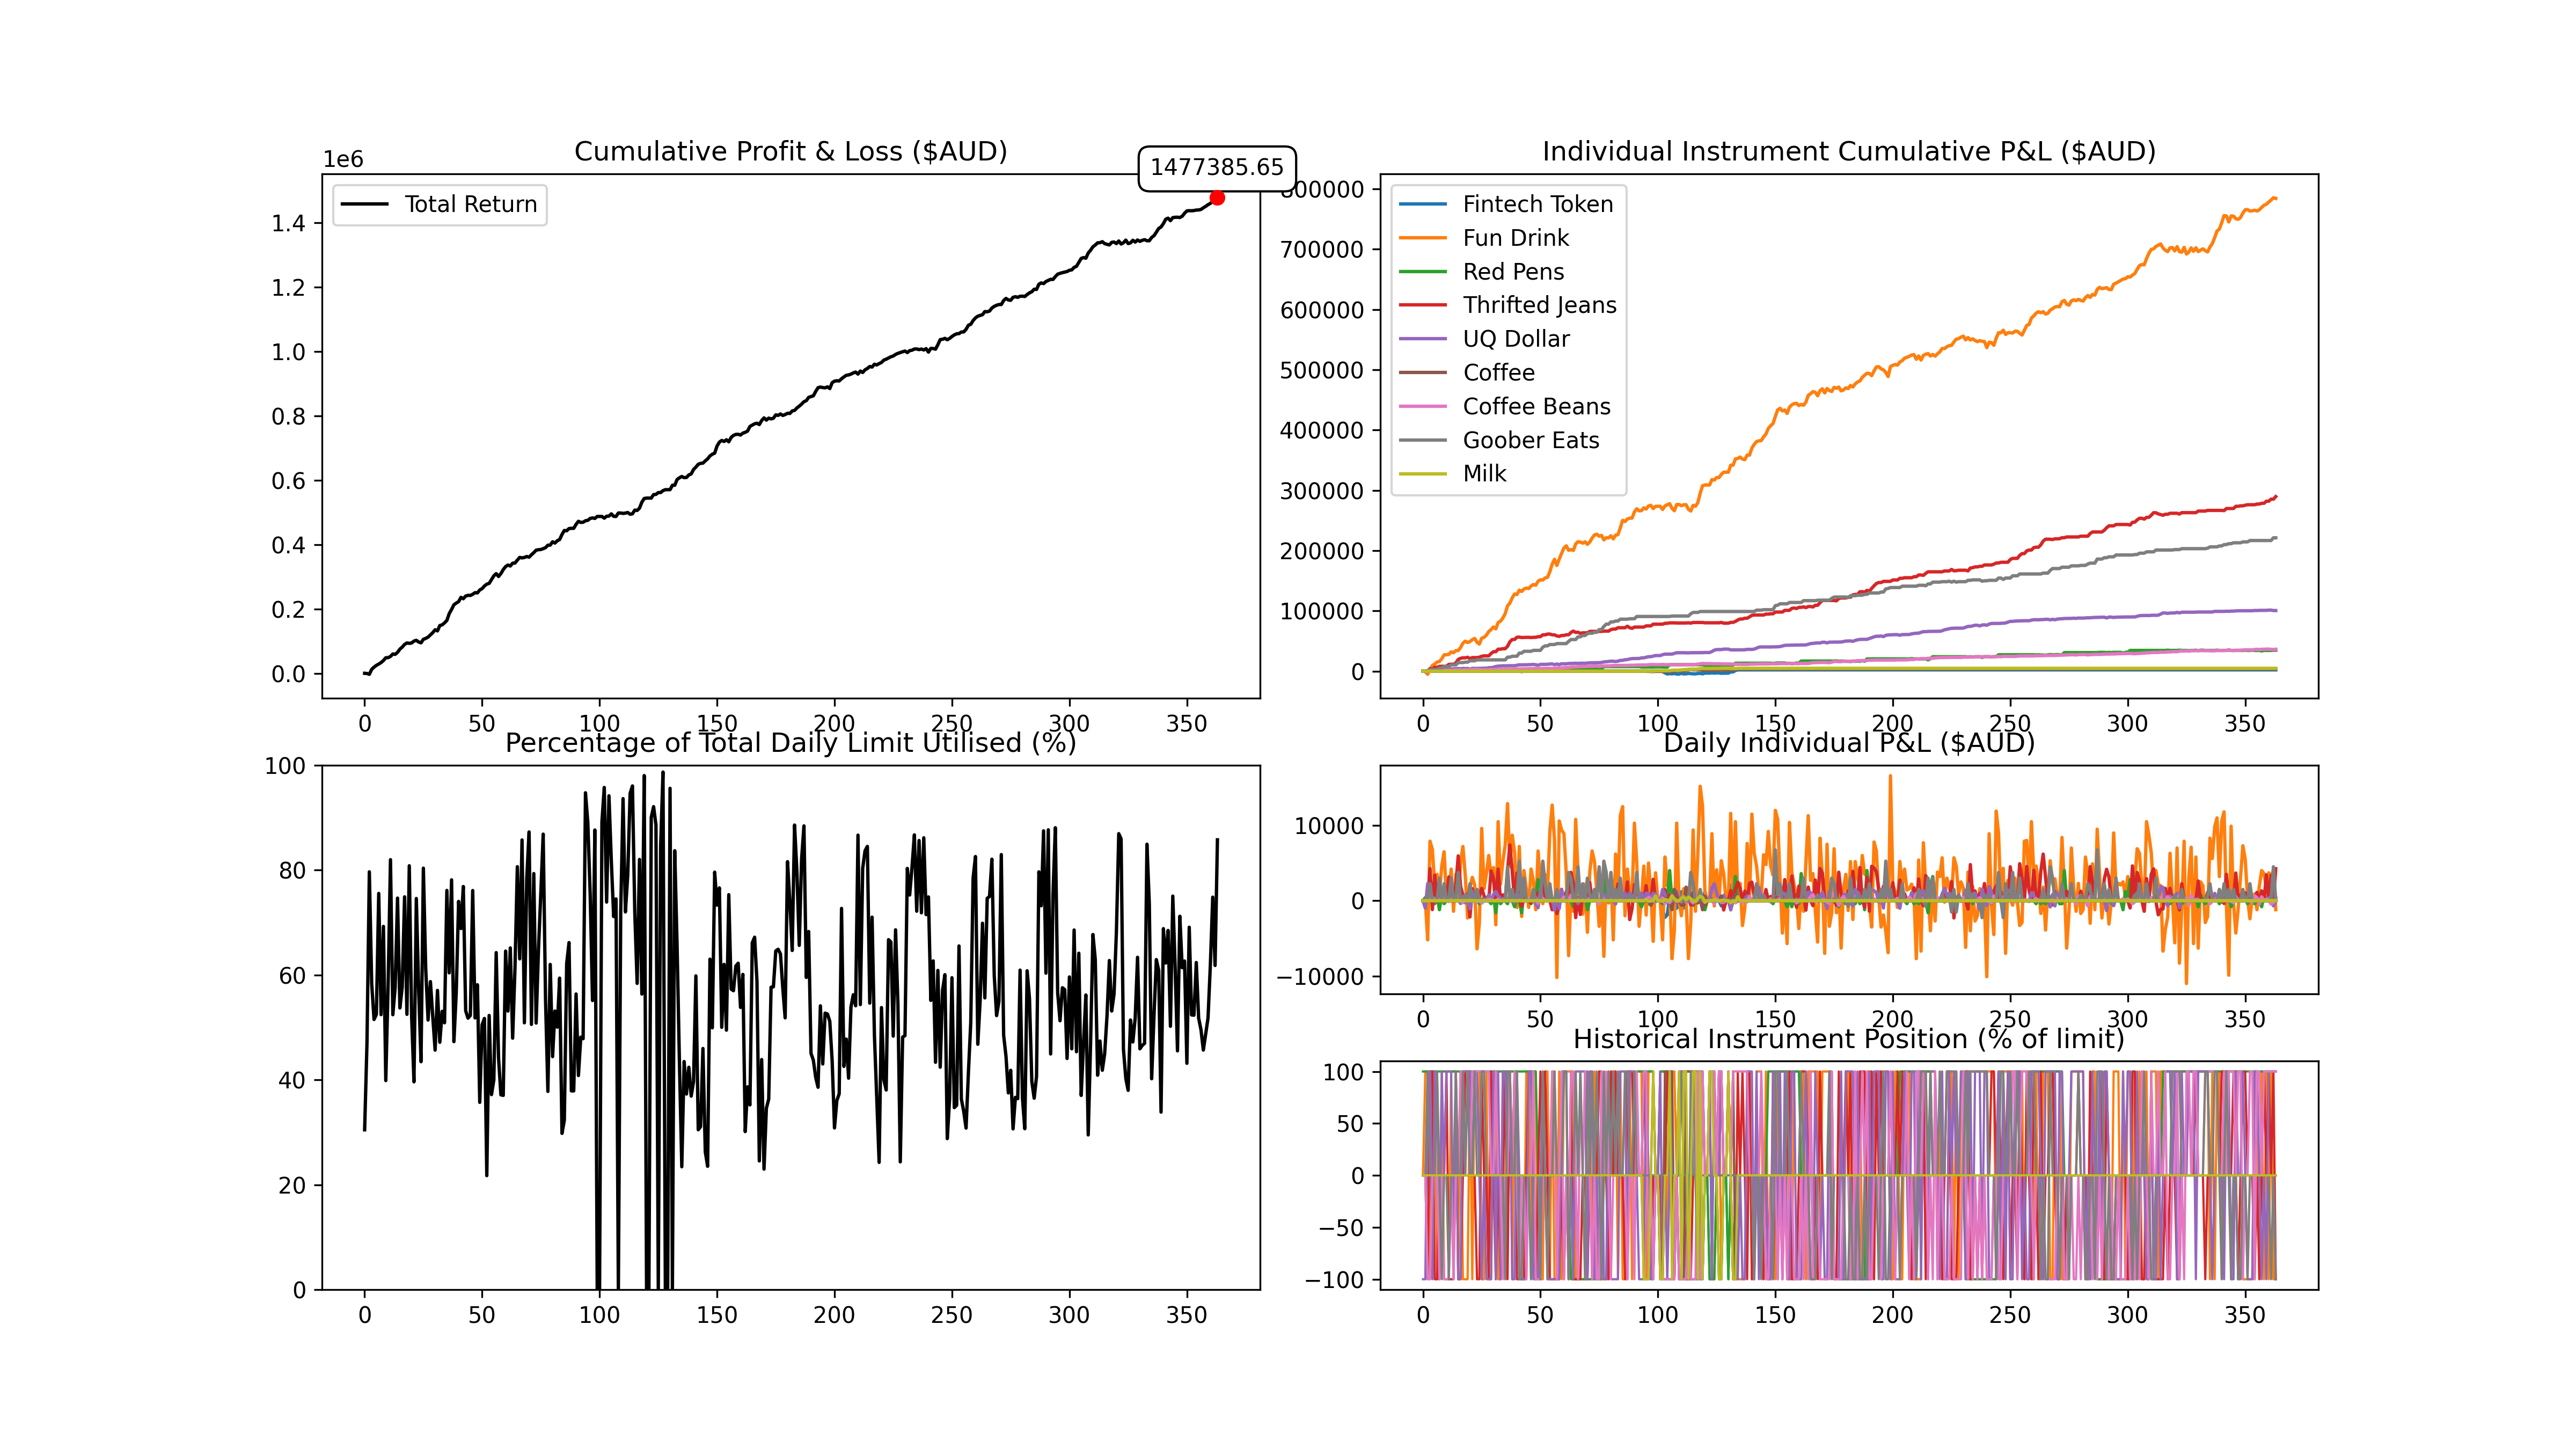 Cumulative Profit & Loss ($AUD)
1e6
1477385.65
Total Return
1.4
1.2
1.0
0.8
0.6
0.4
0.2
0.0
0 50 100 150 200 250 300 350
Individual Instrument Cumulative P&L ($AUD)
800000
700000
600000
500000
400000
300000
200000
100000
0
Fintech Token
Fun Drink
Red Pens
Thrifted Jeans
UQ Dollar
Coffee
Coffee Beans
Goober Eats
Milk
0 50 100 150 200 250 300 350
Percentage of Total Daily Limit Utilised (%)
100
80
60
40
20
0
0 50 100 150 200 250 300 350
Daily Individual P&L ($AUD)
10000
0
−10000
0 50 100 150 200 250 300 350
Historical Instrument Position (% of limit)
100
50
0
−50
−100
0 50 100 150 200 250 300 350